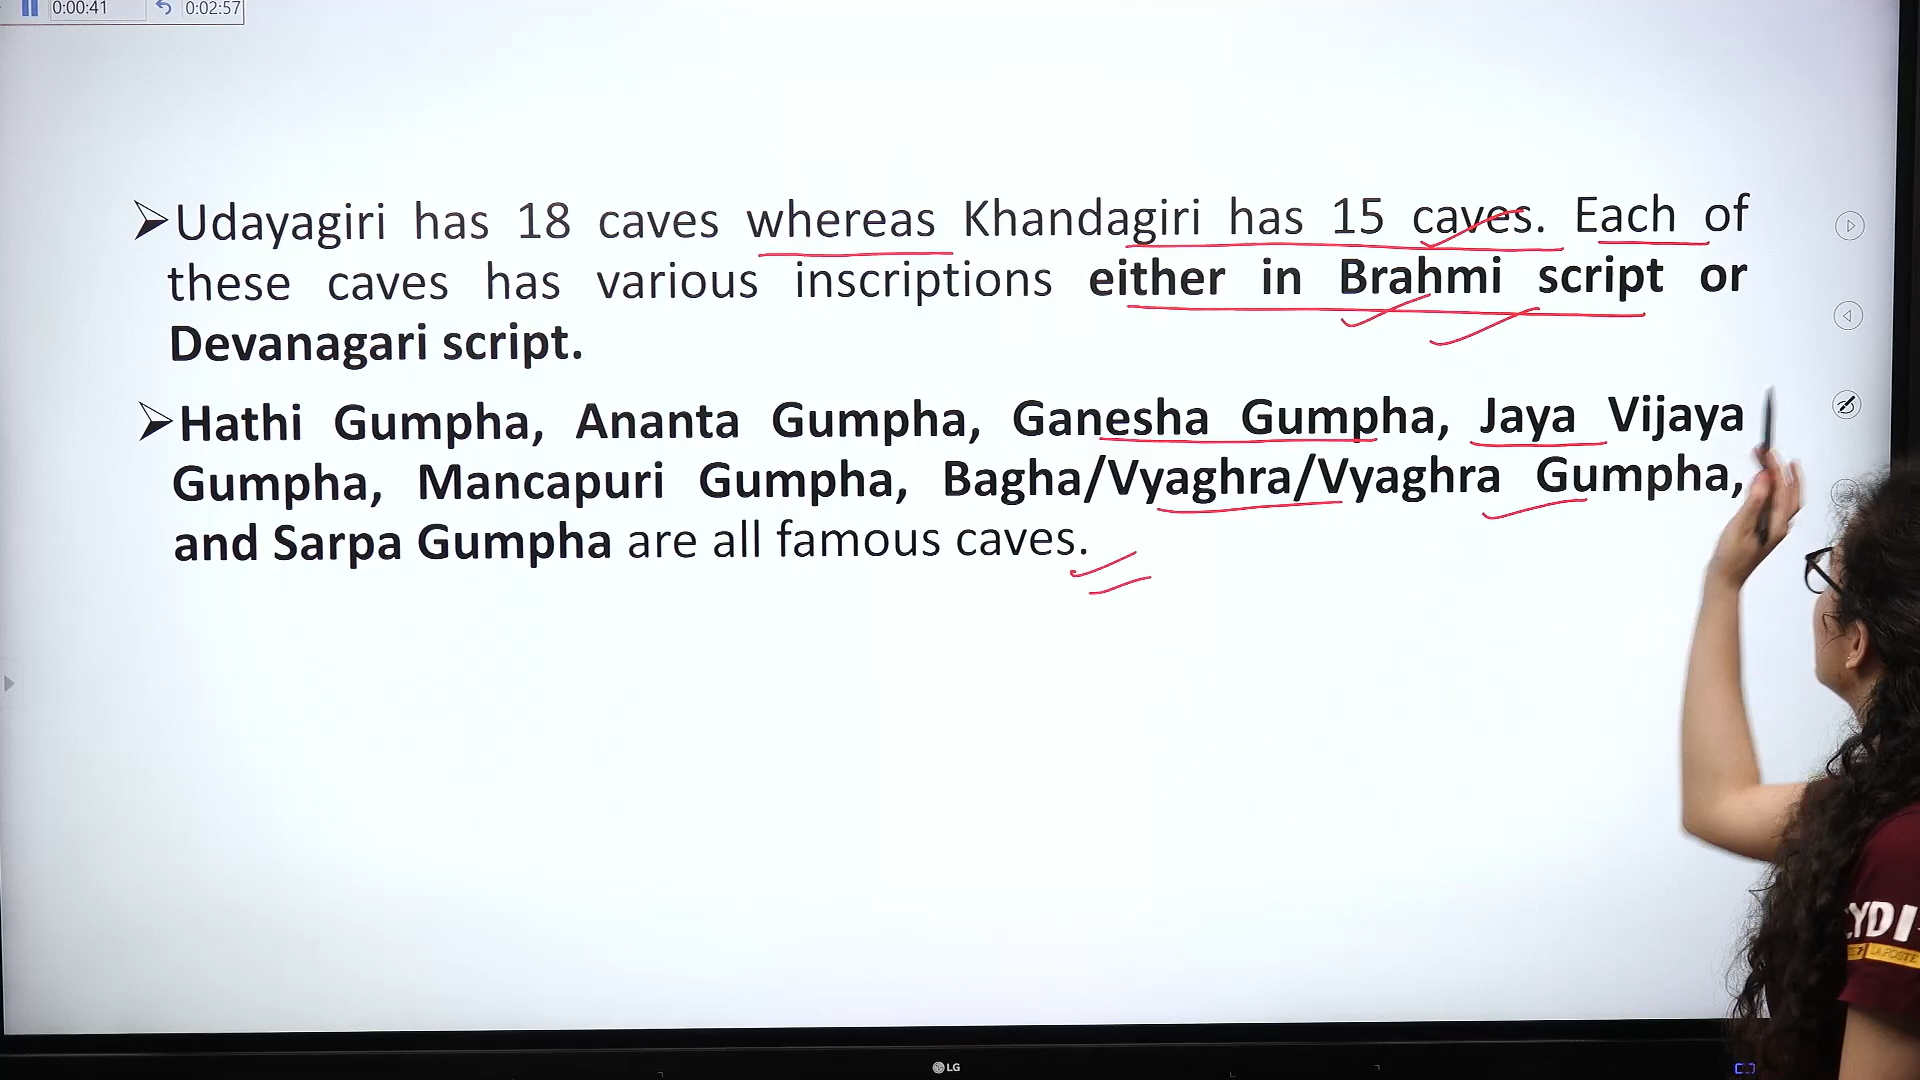 0:00:41 0:02:57
Udayagiri has 18 caves whereas Khandagiri has 15 caves. Each of
these caves has various inscriptions either in Brahmi script or
Devanagari script.
Hathi Gumpha, Ananta Gumpha, Ganesha Gumpha, Jaya Vijaya
Gumpha, Mancapuri Gumpha, Bagha/Vyaghra/Vyaghra Gumpha,
and Sarpa Gumpha are all famous caves.
LG